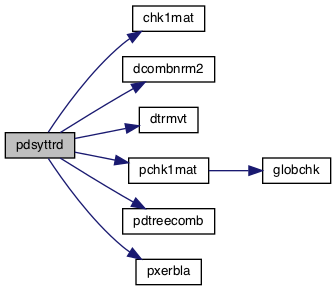 chk1mat
dcombnrm2
dtrmvt
pdsyttrd
pchk1mat
globchk
pdtreecomb
pxerbla